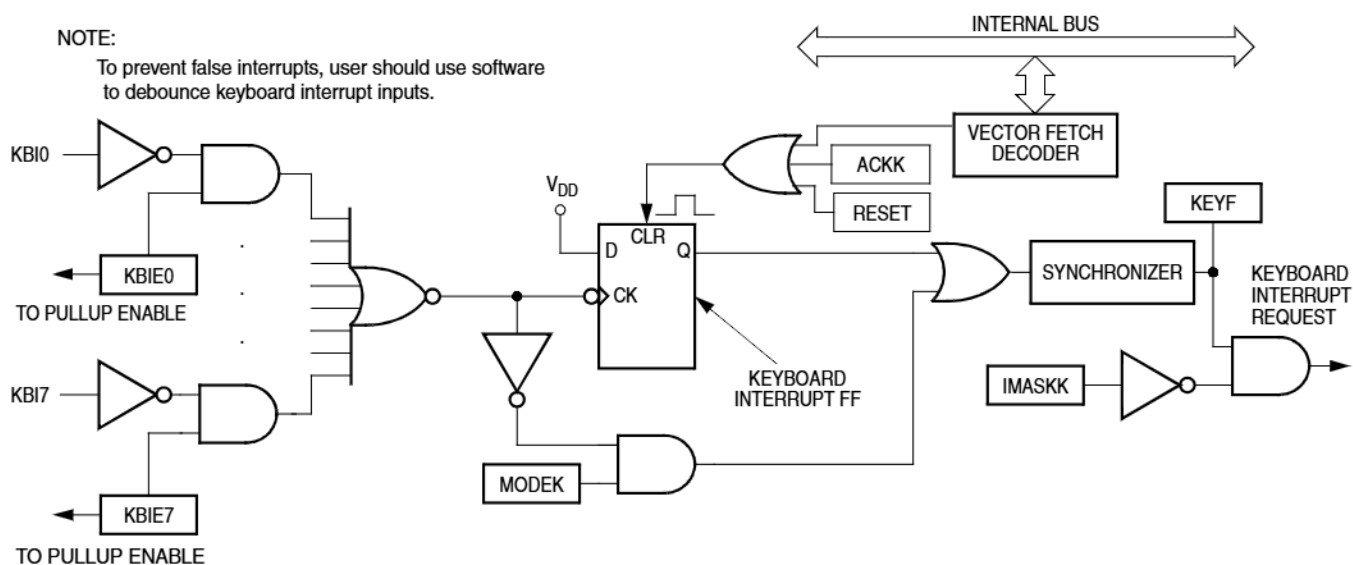 NOTE:
To prevent false interrupts, user should use software
to debounce keyboard interrupt inputs.
INTERNAL BUS
VECTOR FETCH
DECODER
ACKK
RESET
KBI0
VDD
CLR
D
Q
CK
KEYF
SYNCHRONIZER
KEYBOARD
INTERRUPT
REQUEST
KBIE0
TO PULLUP ENABLE
KEYBOARD
INTERRUPT FF
IMASKK
KBI7
MODEK
KBIE7
TO PULLUP ENABLE